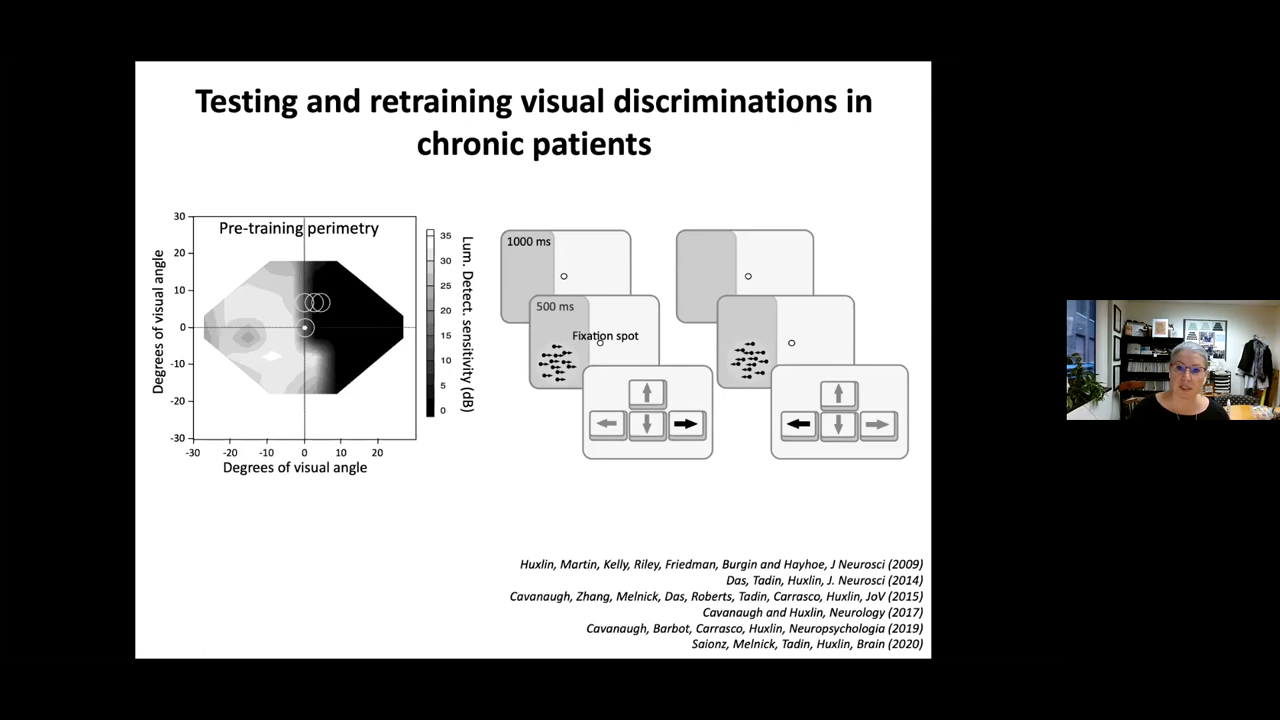 Testing and retraining visual discriminations in
chronic patients
Pre-training perimetry
30
20
10
0
-10
-20
-30
Degrees of visual angle
-30
-20
-10
0
10
20
Degrees of visual angle
35
30
25
20
15
10
5
0
Lum. Detect. sensitivity (dB)
1000 ms
500 ms
Fixation spot
Huxlin, Martin, Kelly, Riley, Friedman, Burgin and Hayhoe, J Neurosci (2009)
Das, Tadin, Huxlin, J. Neurosci (2014)
Cavanaugh, Zhang, Melnick, Das, Roberts, Tadin, Carrasco, Huxlin, JoV (2015)
Cavanaugh and Huxlin, Neurology (2017)
Cavanaugh, Barbot, Carrasco, Huxlin, Neuropsychologia (2019)
Saionz, Melnick, Tadin, Huxlin, Brain (2020)